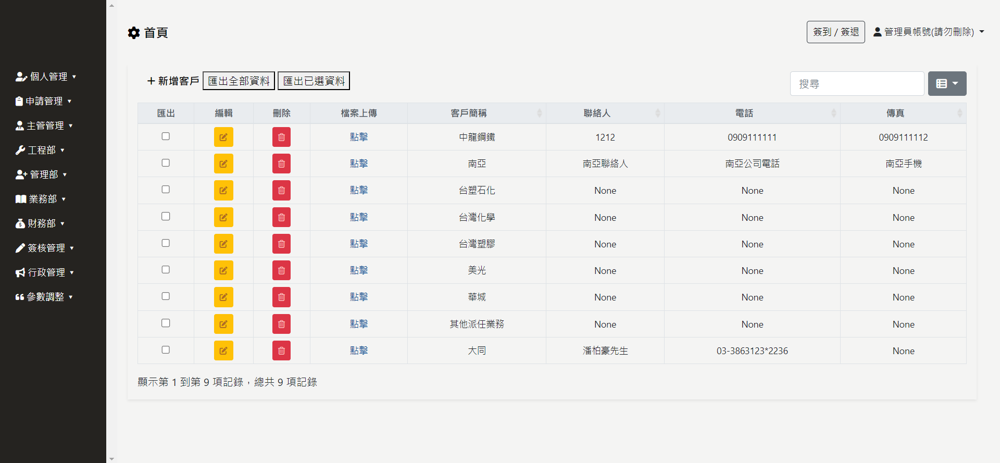 首頁
簽到 / 簽退
管理員帳號(請勿刪除)
個人管理
申請管理
主管管理
工程部
管理部
業務部
財務部
簽核管理
行政管理
參數調整
新增客戶 匯出全部資料 匯出已選資料
搜尋
匯出 編輯 刪除 檔案上傳 客戶簡稱 聯絡人 電話 傳真
點擊 中龍鋼鐵 1212 0909111111 0909111112
點擊 南亞 南亞聯絡人 南亞公司電話 南亞手機
點擊 台塑石化 None None None
點擊 台灣化學 None None None
點擊 台灣塑膠 None None None
點擊 美光 None None None
點擊 華城 None None None
點擊 其他派任業務 None None None
點擊 大同 潘柏豪先生 03-3863123*2236 None
顯示第 1 到第 9 項記錄，總共 9 項記錄